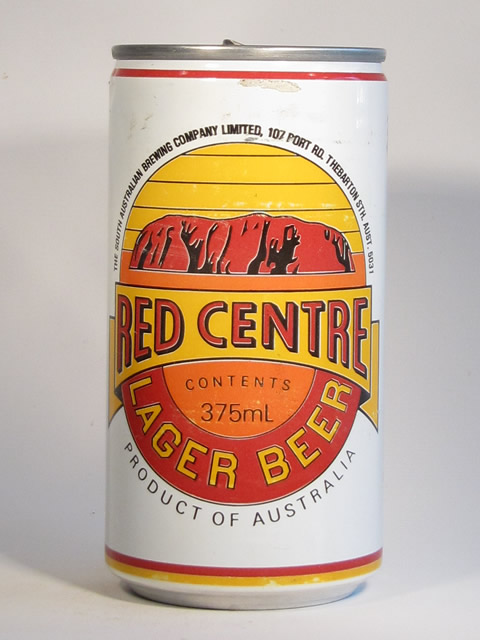 THE SOUTH AUSTRALIAN BREWING COMPANY LIMITED, 107 PORT RD. THEBARTON STH. AUST. 5031
RED CENTRE
CONTENTS
375mL
LAGER BEER
PRODUCT OF AUSTRALIA